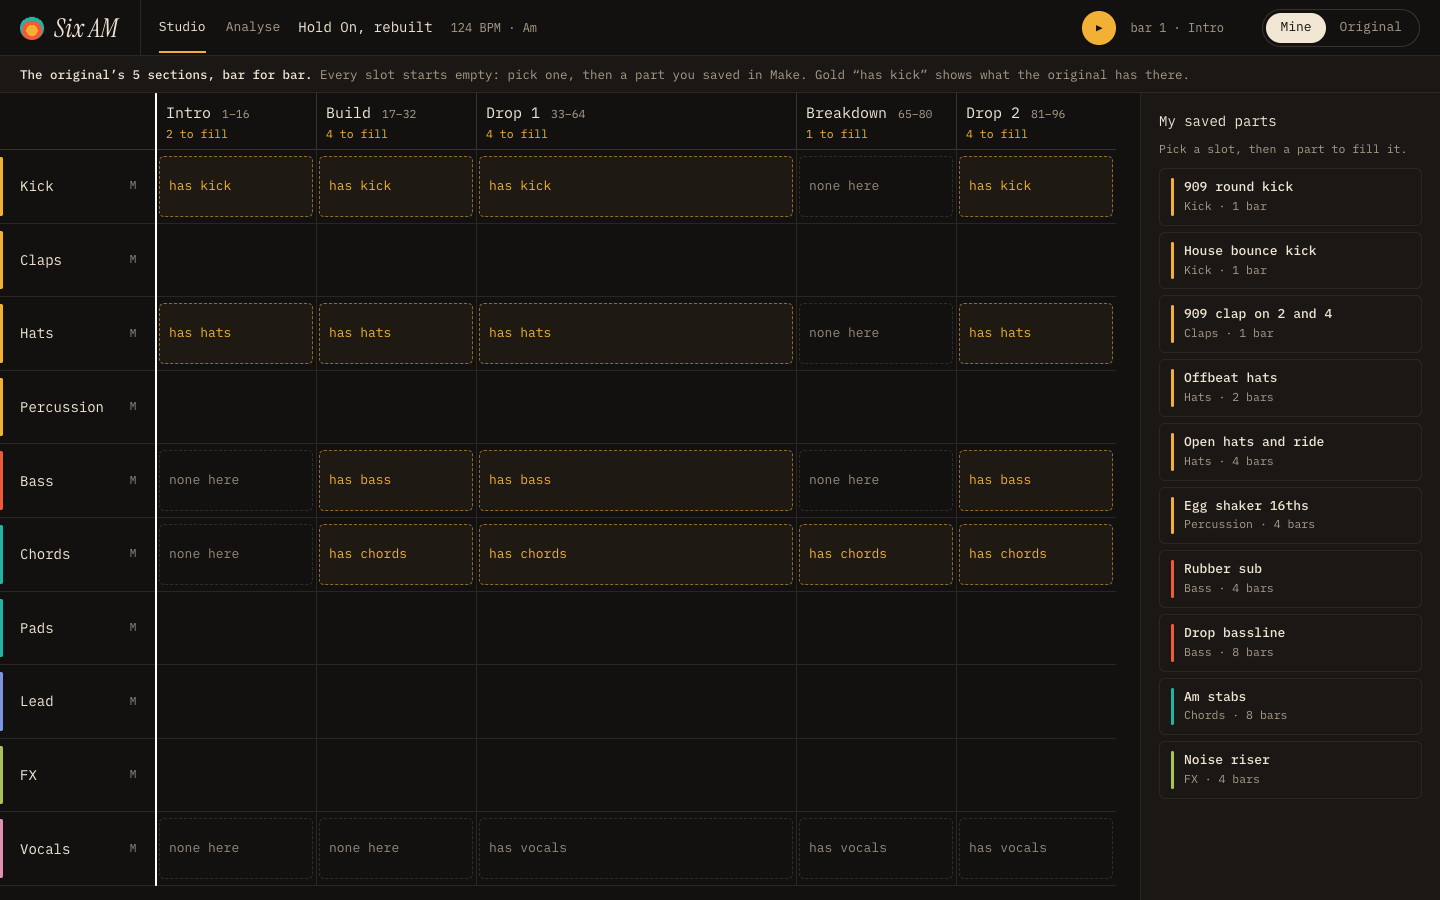 Six AM
Studio Analyse Hold On, rebuilt 124 BPM · Am bar 1 · Intro Mine Original
The original’s 5 sections, bar for bar. Every slot starts empty: pick one, then a part you saved in Make. Gold “has kick” shows what the original has there.
Intro 1–16 Build 17–32 Drop 1 33–64 Breakdown 65–80 Drop 2 81–96
2 to fill 4 to fill 4 to fill 1 to fill 4 to fill
Kick M has kick has kick has kick none here has kick
Claps M
Hats M has hats has hats has hats none here has hats
Percussion M
Bass M none here has bass has bass none here has bass
Chords M none here has chords has chords has chords has chords
Pads M
Lead M
FX M
Vocals M none here none here has vocals has vocals has vocals
My saved parts
Pick a slot, then a part to fill it.
909 round kick
Kick · 1 bar
House bounce kick
Kick · 1 bar
909 clap on 2 and 4
Claps · 1 bar
Offbeat hats
Hats · 2 bars
Open hats and ride
Hats · 4 bars
Egg shaker 16ths
Percussion · 4 bars
Rubber sub
Bass · 4 bars
Drop bassline
Bass · 8 bars
Am stabs
Chords · 8 bars
Noise riser
FX · 4 bars